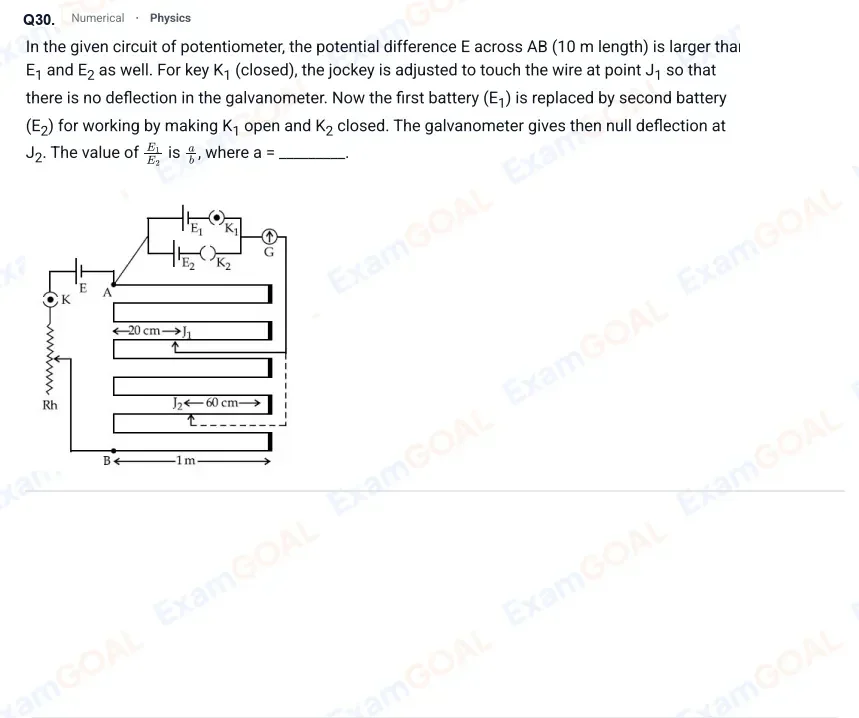 Q30. Numerical · Physics
In the given circuit of potentiometer, the potential difference E across AB (10 m length) is larger than
E₁ and E₂ as well. For key K₁ (closed), the jockey is adjusted to touch the wire at point J₁ so that
there is no deflection in the galvanometer. Now the first battery (E₁) is replaced by second battery
(E₂) for working by making K₁ open and K₂ closed. The galvanometer gives then null deflection at
J₂. The value of E₁/E₂ is a/b, where a = ________.
E₁ K₁
G
E₂ K₂
E A
K
20 cm J₁
Rh
J₂ 60 cm
B 1 m
ExamGOAL